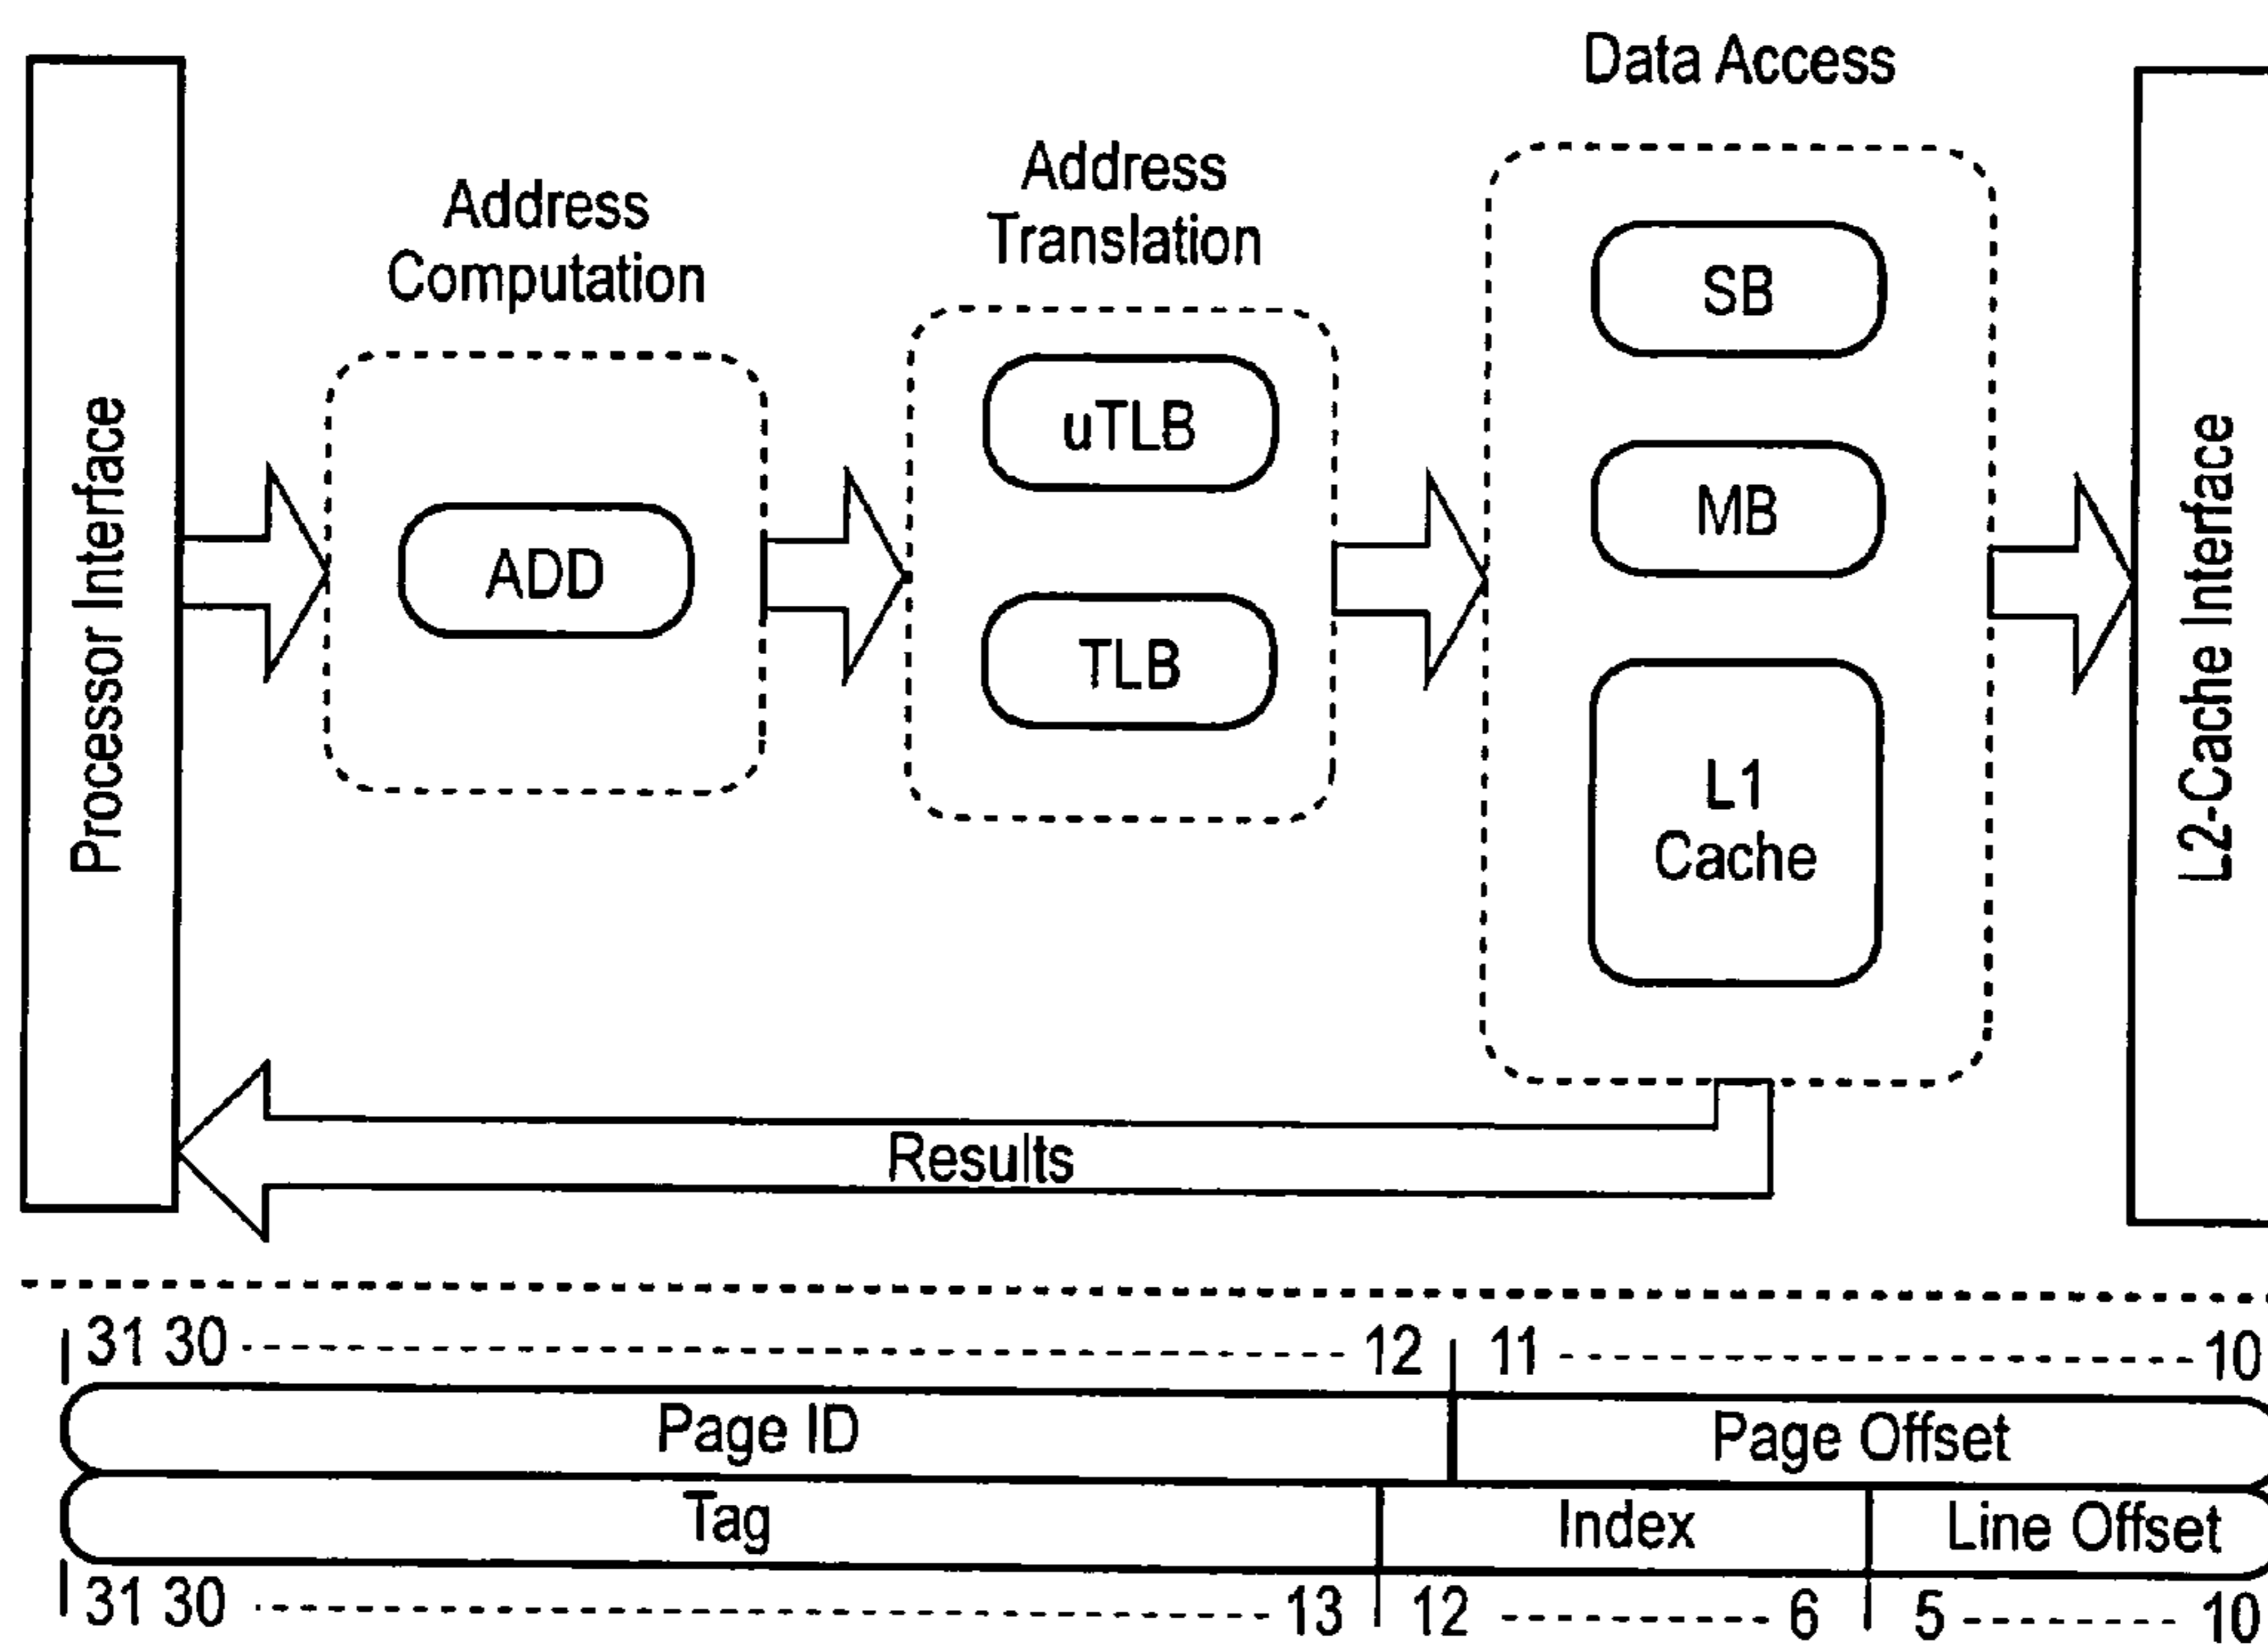 Data Access
Address
Translation
Address
Computation
Processor Interface
ADD
uTLB
TLB
SB
MB
L1
Cache
L2-Cache Interface
Results
31 30 12 11 10
Page ID Page Offset
Tag Index Line Offset
31 30 13 12 6 5 10